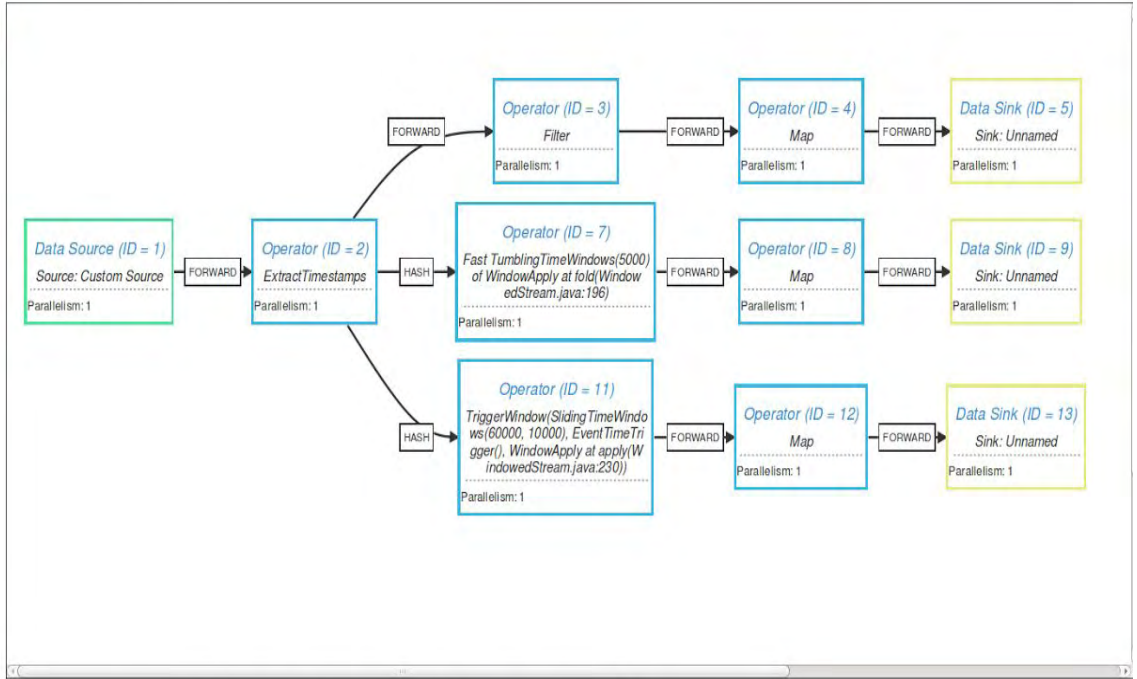 Operator (ID = 3)
Filter
Parallelism: 1
FORWARD
FORWARD
Operator (ID = 4)
Map
Parallelism: 1
FORWARD
Data Sink (ID = 5)
Sink: Unnamed
Parallelism: 1
Data Source (ID = 1)
Source: Custom Source
Parallelism: 1
FORWARD
Operator (ID = 2)
ExtractTimestamps
Parallelism: 1
HASH
Operator (ID = 7)
Fast TumblingTimeWindows(5000)
of WindowApply at fold(Window
edStream.java:196)
Parallelism: 1
FORWARD
Operator (ID = 8)
Map
Parallelism: 1
FORWARD
Data Sink (ID = 9)
Sink: Unnamed
Parallelism: 1
HASH
Operator (ID = 11)
TriggerWindow(SlidingTimeWindo
ws(60000, 10000), EventTimeTri
gger(), WindowApply at apply(W
indowedStream.java:230))
Parallelism: 1
FORWARD
Operator (ID = 12)
Map
Parallelism: 1
FORWARD
Data Sink (ID = 13)
Sink: Unnamed
Parallelism: 1